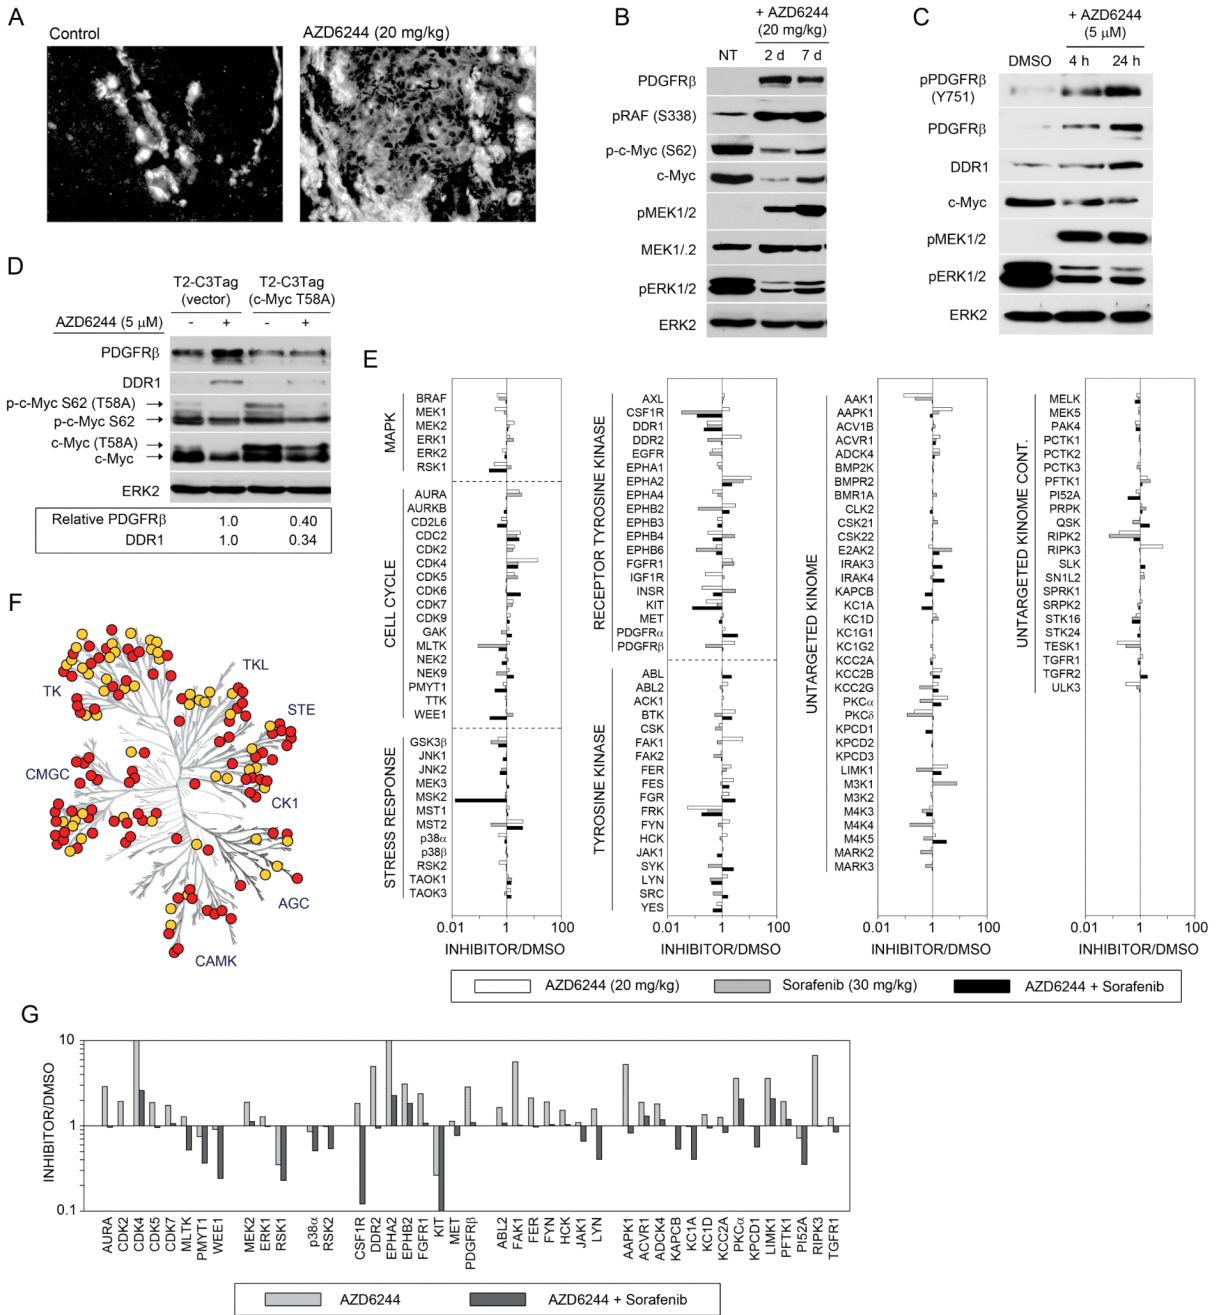 A
Control
AZD6244 (20 mg/kg)
B
+ AZD6244
(20 mg/kg)
NT
2 d
7 d
PDGFRβ
pRAF (S338)
p-c-Myc (S62)
c-Myc
pMEK1/2
MEK1/.2
pERK1/2
ERK2
C
+ AZD6244
(5 μM)
DMSO
4 h
24 h
pPDGFRβ
(Y751)
PDGFRβ
DDR1
c-Myc
pMEK1/2
pERK1/2
ERK2
D
T2-C3Tag
(vector)
T2-C3Tag
(c-Myc T58A)
AZD6244 (5 μM)
- + - +
PDGFRβ
DDR1
p-c-Myc S62 (T58A)
p-c-Myc S62
c-Myc (T58A)
c-Myc
ERK2
Relative PDGFRβ 1.0 0.40
DDR1 1.0 0.34
E
MAPK
BRAF
MEK1
MEK2
ERK1
ERK2
RSK1
CELL CYCLE
AURA
AURKB
CD2L6
CDC2
CDK2
CDK4
CDK5
CDK6
CDK7
CDK9
GAK
MLTK
NEK2
NEK9
PMYT1
TTK
WEE1
STRESS RESPONSE
GSK3β
JNK1
JNK2
MEK3
MSK2
MST1
MST2
p38α
p38β
RSK2
TAOK1
TAOK3
0.01 1 100
INHIBITOR/DMSO
RECEPTOR TYROSINE KINASE
AXL
CSF1R
DDR1
DDR2
EGFR
EPHA1
EPHA2
EPHA4
EPHB2
EPHB3
EPHB4
EPHB6
FGFR1
IGF1R
INSR
KIT
MET
PDGFRα
PDGFRβ
TYROSINE KINASE
ABL
ABL2
ACK1
BTK
CSK
FAK1
FAK2
FER
FES
FGR
FRK
FYN
HCK
JAK1
SYK
LYN
SRC
YES
0.01 1 100
INHIBITOR/DMSO
UNTARGETED KINOME
AAK1
AAPK1
ACV1B
ACVR1
ADCK4
BMP2K
BMPR2
BMR1A
CLK2
CSK21
CSK22
E2AK2
IRAK3
IRAK4
KAPCB
KC1A
KC1D
KC1G1
KC1G2
KCC2A
KCC2B
KCC2G
PKCα
PKCδ
KPCD1
KPCD2
KPCD3
LIMK1
M3K1
M3K2
M4K3
M4K4
M4K5
MARK2
MARK3
0.01 1 100
INHIBITOR/DMSO
UNTARGETED KINOME CONT.
MELK
MEK5
PAK4
PCTK1
PCTK2
PCTK3
PFTK1
PI52A
PRPK
QSK
RIPK2
RIPK3
SLK
SN1L2
SPRK1
SRPK2
STK16
STK24
TESK1
TGFR1
TGFR2
ULK3
0.01 1 100
INHIBITOR/DMSO
AZD6244 (20 mg/kg)
Sorafenib (30 mg/kg)
AZD6244 + Sorafenib
F
TKL
TK
STE
CMGC
CK1
AGC
CAMK
G
INHIBITOR/DMSO
10
1
0.1
AURA
CDK2
CDK4
CDK5
CDK7
MLTK
PMYT1
WEE1
MEK2
ERK1
RSK1
p38α
RSK2
CSF1R
DDR2
EPHA2
EPHB2
FGFR1
KIT
MET
PDGFRβ
ABL2
FAK1
FER
FYN
HCK
JAK1
LYN
AAPK1
ACVR1
ADCK4
KAPCB
KC1A
KC1D
KCC2A
PKCα
KPCD1
LIMK1
PFTK1
PI52A
RIPK3
TGFR1
AZD6244
AZD6244 + Sorafenib